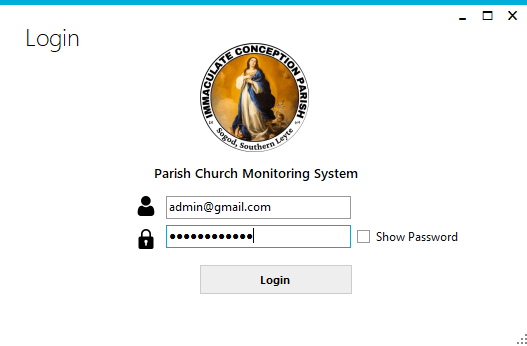 Login
IMMACULATE CONCEPTION PARISH
Sogod, Southern Leyte
Parish Church Monitoring System
admin@gmail.com
●●●●●●●●●●●●
Show Password
Login